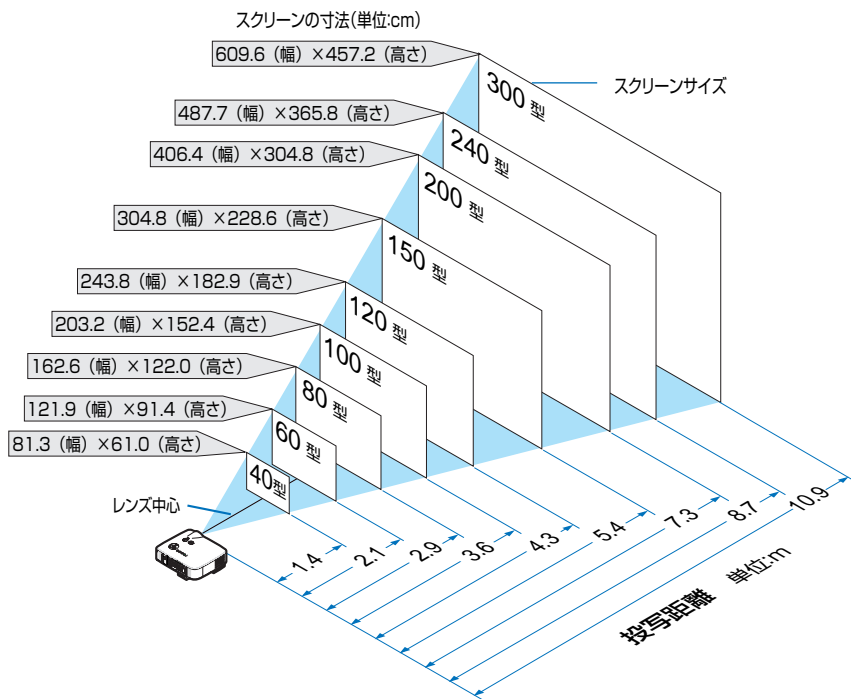 スクリーンの寸法(単位:cm)
609.6（幅）×457.2（高さ）
スクリーンサイズ
300 型
487.7（幅）×365.8（高さ）
240 型
406.4（幅）×304.8（高さ）
200 型
304.8（幅）×228.6（高さ）
150 型
243.8（幅）×182.9（高さ）
120 型
203.2（幅）×152.4（高さ）
100 型
162.6（幅）×122.0（高さ）
80 型
121.9（幅）×91.4（高さ）
60 型
81.3（幅）×61.0（高さ）
40型
レンズ中心
1.4
2.1
2.9
3.6
4.3
5.4
7.3
8.7
10.9
投写距離 単位:m